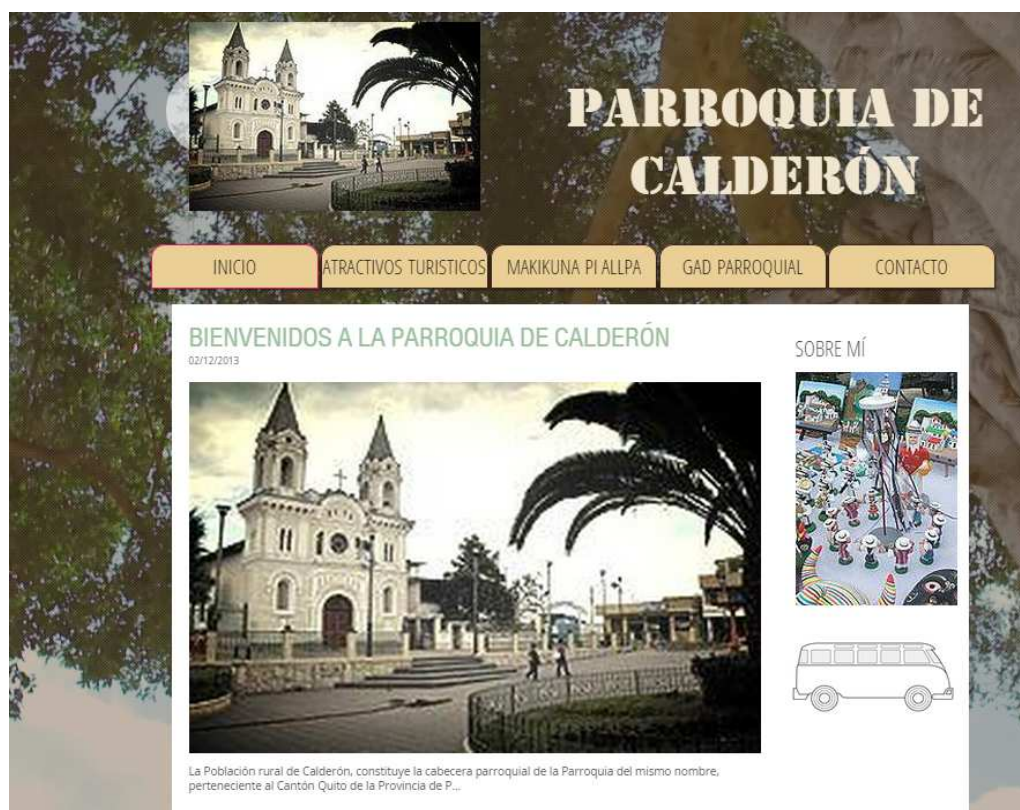 PARROQUIA DE
CALDERÓN
INICIO
ATRACTIVOS TURISTICOS
MAKIKUNA PI ALLPA
GAD PARROQUIAL
CONTACTO
BIENVENIDOS A LA PARROQUIA DE CALDERÓN
02/12/2013
SOBRE MÍ
La Población rural de Calderón, constituye la cabecera parroquial de la Parroquia del mismo nombre,
perteneciente al Cantón Quito de la Provincia de P...